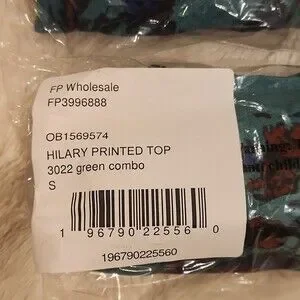 FP Wholesale
FP3996888
OB1569574
HILARY PRINTED TOP
3022 green combo
S
1 96790 22556 0
196790225560